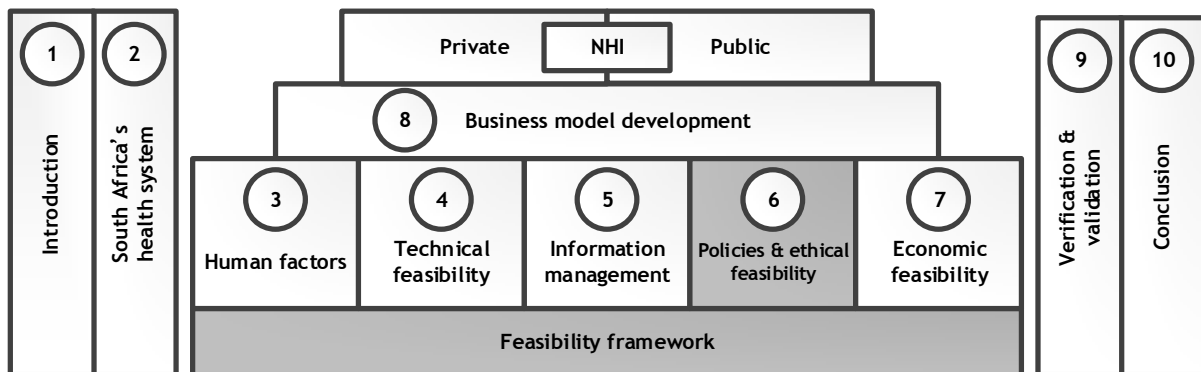 1
Introduction
2
South Africa's
health system
Private
NHI
Public
8
Business model development
3
Human factors
4
Technical
feasibility
5
Information
management
6
Policies & ethical
feasibility
7
Economic
feasibility
Feasibility framework
9
Verification &
validation
10
Conclusion